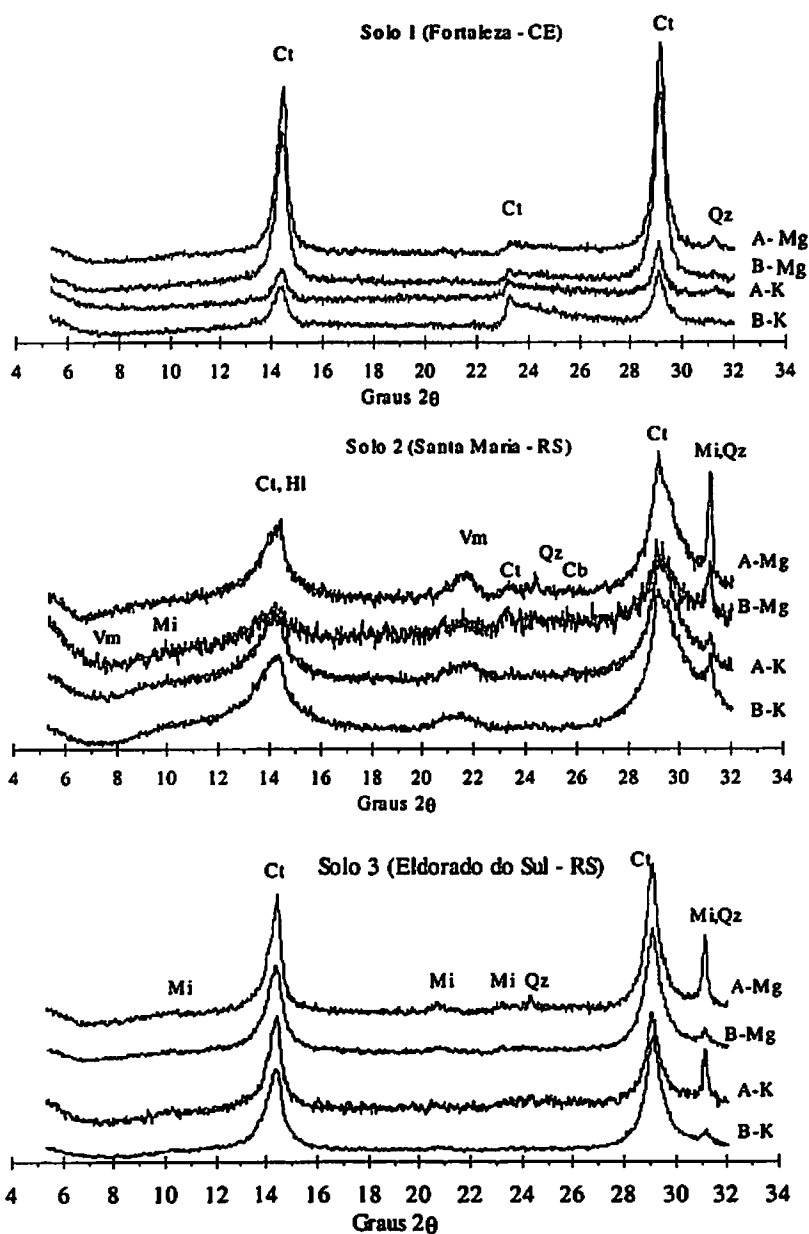 Solo 1 (Fortaleza - CE)
Ct
Ct
Ct
Qz
A-Mg
B-Mg
A-K
B-K
4 6 8 10 12 14 16 18 20 22 24 26 28 30 32 34
Graus 2θ
Solo 2 (Santa Maria - RS)
Ct
Mi,Qz
Ct, Hl
Vm
Qz
Ct
Cb
A-Mg
B-Mg
Vm
Mi
A-K
B-K
4 6 8 10 12 14 16 18 20 22 24 26 28 30 32 34
Graus 2θ
Solo 3 (Eldorado do Sul - RS)
Ct
Ct
Mi,Qz
Mi
Mi
Mi
Qz
A-Mg
B-Mg
A-K
B-K
4 6 8 10 12 14 16 18 20 22 24 26 28 30 32 34
Graus 2θ